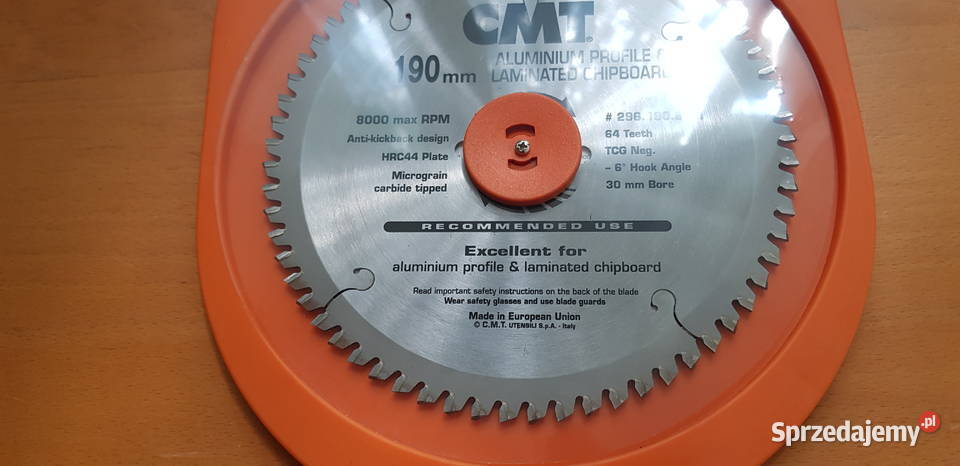 CMT
ALUMINIUM PROFILE &
LAMINATED CHIPBOARD
190 mm
8000 max RPM
Anti-kickback design
HRC44 Plate
Micrograin
carbide tipped
64 Teeth
TCG Neg.
– 6° Hook Angle
30 mm Bore
RECOMMENDED USE
Excellent for
aluminium profile & laminated chipboard
Read important safety instructions on the back of the blade
Wear safety glasses and use blade guards
Made in European Union
© C.M.T. UTENSILI S.p.A. - Italy
Sprzedajemy.pl